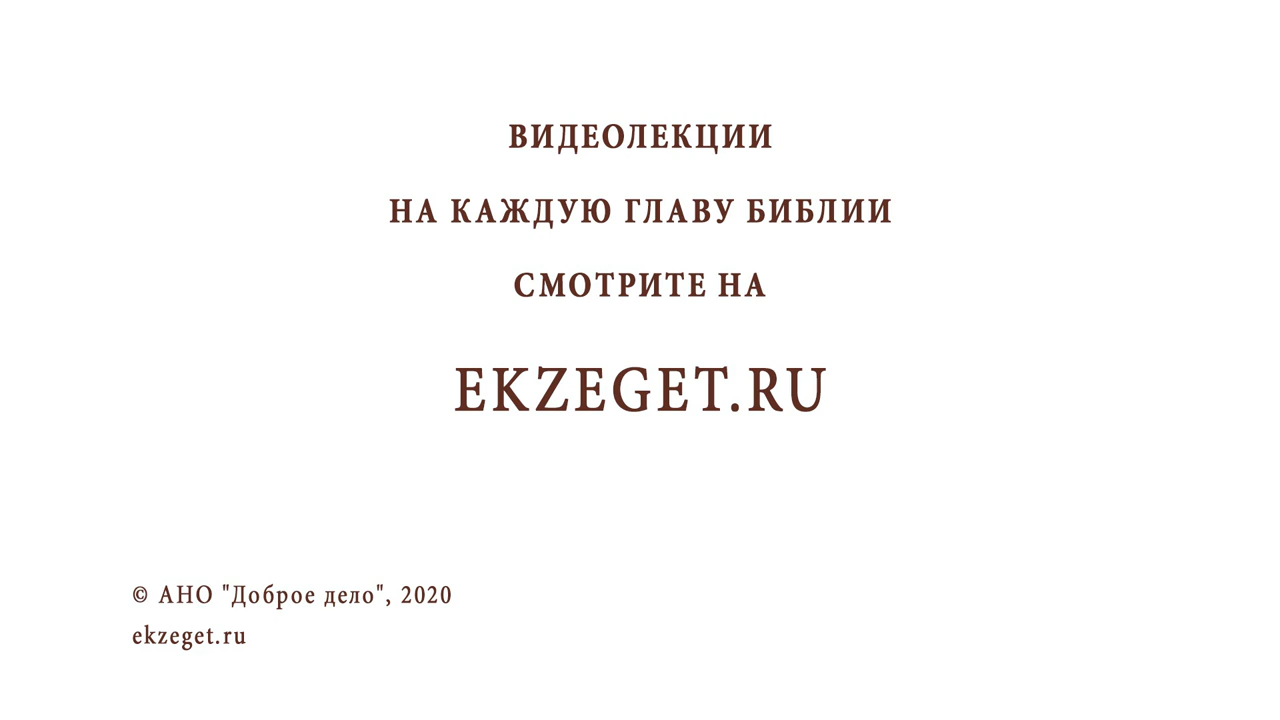 ВИДЕОЛЕКЦИИ
НА КАЖДУЮ ГЛАВУ БИБЛИИ
СМОТРИТЕ НА
EKZEGET.RU
© АНО "Доброе дело", 2020
ekzeget.ru